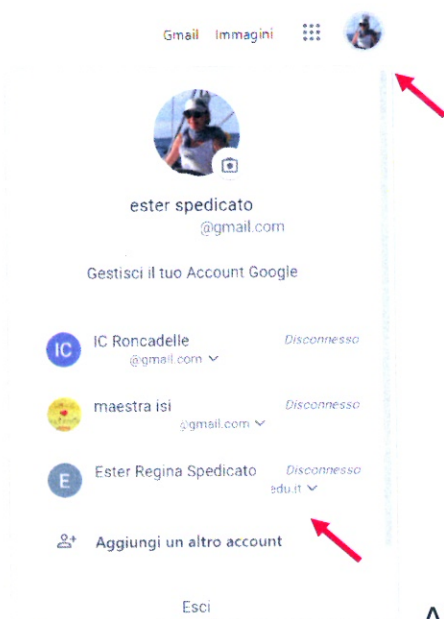 Gmail Immagini
ester spedicato
@gmail.com
Gestisci il tuo Account Google
IC
IC Roncadelle Disconnesso
@gmail.com
maestra isi Disconnesso
@gmail.com
E
Ester Regina Spedicato Disconnesso
edu.it
Aggiungi un altro account
Esci
A